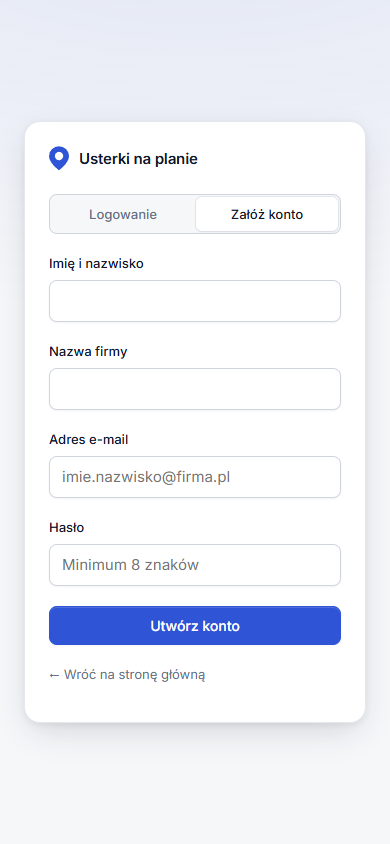 Usterki na planie
Logowanie
Załóż konto
Imię i nazwisko
Nazwa firmy
Adres e-mail
imie.nazwisko@firma.pl
Hasło
Minimum 8 znaków
Utwórz konto
← Wróć na stronę główną